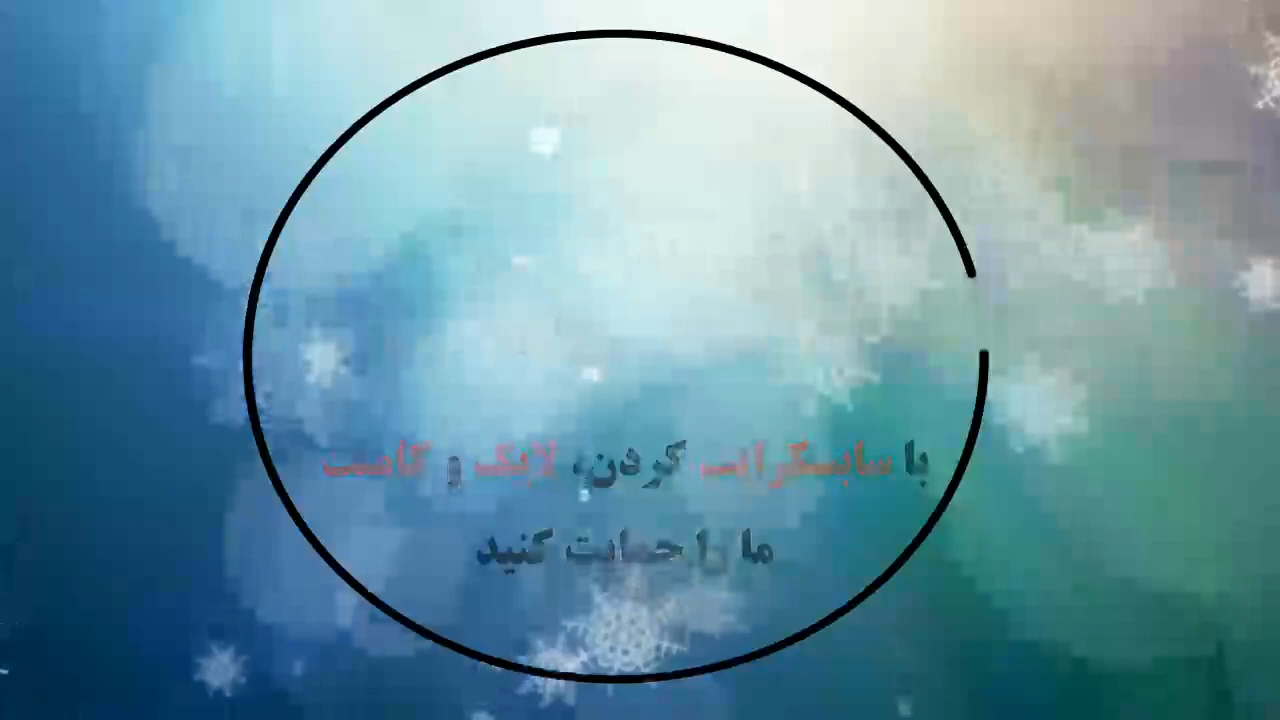 با سابسکرایب کردن، لایک و کامنت
ما را حمایت کنید